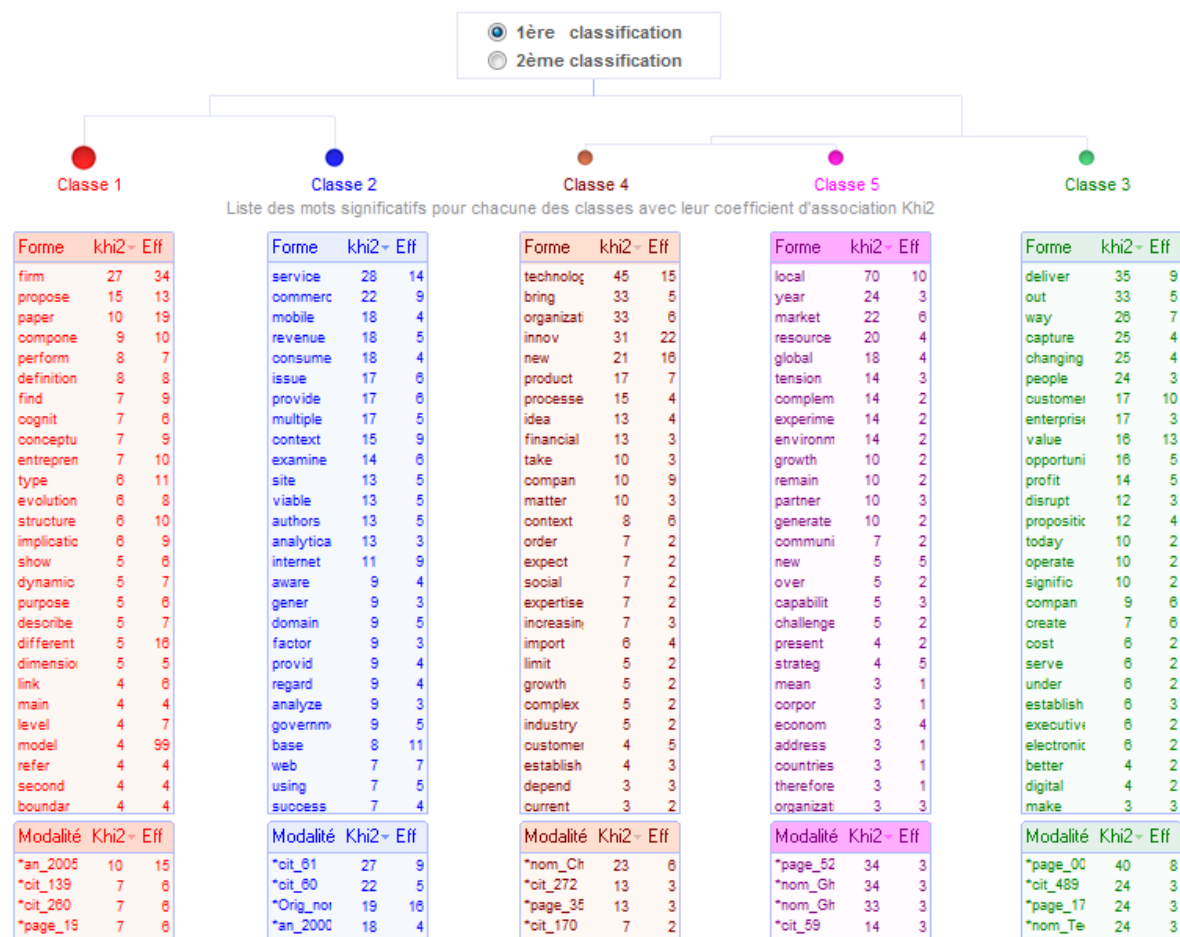 1ère classification
2ème classification
Classe 1
Classe 2
Classe 4
Classe 5
Classe 3
Liste des mots significatifs pour chacune des classes avec leur coefficient d'association Khi2
Forme khi2 Eff
firm 27 34
propose 15 13
paper 10 19
compone 9 10
perform 8 7
definition 8 8
find 7 9
cognit 7 6
conceptu 7 9
entrepren 7 10
type 6 11
evolution 6 8
structure 6 10
implicatic 6 9
show 5 6
dynamic 5 7
purpose 5 6
describe 5 7
different 5 16
dimensio 5 5
link 4 6
main 4 4
level 4 7
model 4 99
refer 4 4
second 4 4
boundar 4 4
Modalité Khi2 Eff
*an_2005 10 15
*cit_139 7 6
*cit_260 7 6
*page_19 7 6
Forme khi2 Eff
service 28 14
commerc 22 9
mobile 18 4
revenue 18 5
consume 18 4
issue 17 6
provide 17 6
multiple 17 5
context 15 9
examine 14 6
site 13 5
viable 13 5
authors 13 5
analytica 13 3
internet 11 9
aware 9 4
gener 9 3
domain 9 5
factor 9 3
provid 9 4
regard 9 4
analyze 9 3
governm 9 5
base 8 11
web 7 7
using 7 5
success 7 4
Modalité Khi2 Eff
*cit_61 27 9
*cit_60 22 5
*Orig_nor 19 16
*an_2000 18 4
Forme khi2 Eff
technolog 45 15
bring 33 5
organizati 33 6
innov 31 22
new 21 16
product 17 7
processe 15 4
idea 13 4
financial 13 3
take 10 3
compan 10 9
matter 10 3
context 8 6
order 7 2
expect 7 2
social 7 2
expertise 7 2
increasin 7 3
import 6 4
limit 5 2
growth 5 2
complex 5 2
industry 5 2
customer 4 5
establish 4 3
depend 3 3
current 3 2
Modalité Khi2 Eff
*nom_Ch 23 6
*cit_272 13 3
*page_35 13 3
*cit_170 7 2
Forme khi2 Eff
local 70 10
year 24 3
market 22 6
resource 20 4
global 18 4
tension 14 3
complem 14 2
experime 14 2
environm 14 2
growth 10 2
remain 10 2
partner 10 3
generate 10 2
communi 7 2
new 5 5
over 5 2
capabilit 5 3
challenge 5 2
present 4 2
strateg 4 5
mean 3 1
corpor 3 1
econom 3 4
address 3 1
countries 3 1
therefore 3 1
organizati 3 3
Modalité Khi2 Eff
*page_52 34 3
*nom_Gh 34 3
*nom_Gh 33 3
*cit_59 14 3
Forme khi2 Eff
deliver 35 9
out 33 5
way 26 7
capture 25 4
changing 25 4
people 24 3
customer 17 10
enterprise 17 3
value 16 13
opportuni 16 5
profit 14 5
disrupt 12 3
propositic 12 4
today 10 2
operate 10 2
signific 10 2
compan 9 6
create 7 6
cost 6 2
serve 6 2
under 6 2
establish 6 3
executive 6 2
electronic 6 2
better 4 2
digital 4 2
make 3 3
Modalité Khi2 Eff
*page_00 40 8
*cit_489 24 3
*page_17 24 3
*nom_Te 24 3